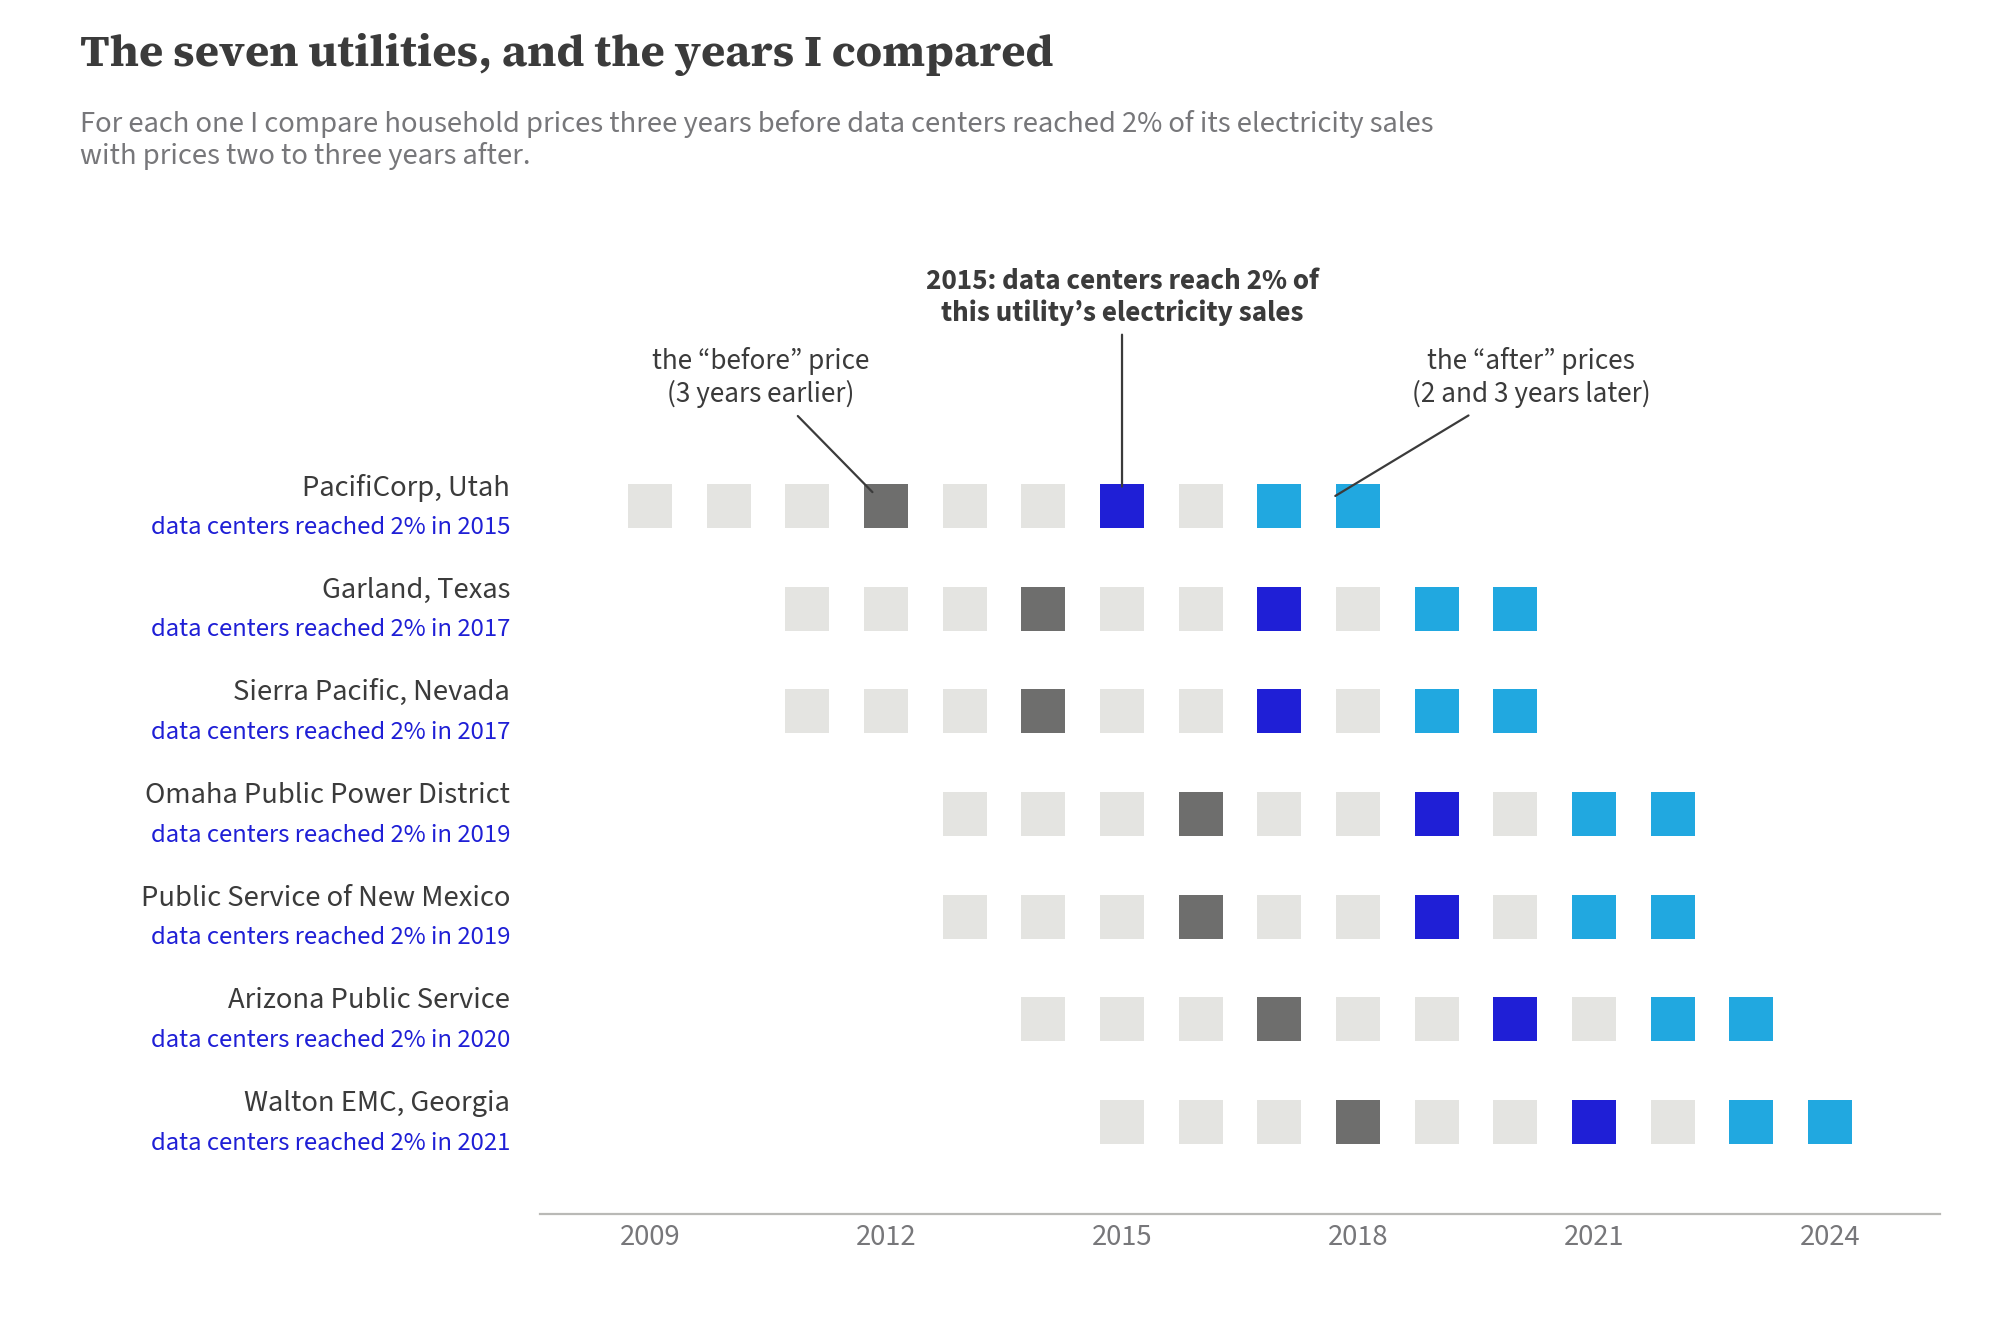 The seven utilities, and the years I compared
For each one I compare household prices three years before data centers reached 2% of its electricity sales
with prices two to three years after.
2015: data centers reach 2% of
this utility’s electricity sales
the “before” price
(3 years earlier)
the “after” prices
(2 and 3 years later)
PacifiCorp, Utah
data centers reached 2% in 2015
Garland, Texas
data centers reached 2% in 2017
Sierra Pacific, Nevada
data centers reached 2% in 2017
Omaha Public Power District
data centers reached 2% in 2019
Public Service of New Mexico
data centers reached 2% in 2019
Arizona Public Service
data centers reached 2% in 2020
Walton EMC, Georgia
data centers reached 2% in 2021
2009 2012 2015 2018 2021 2024